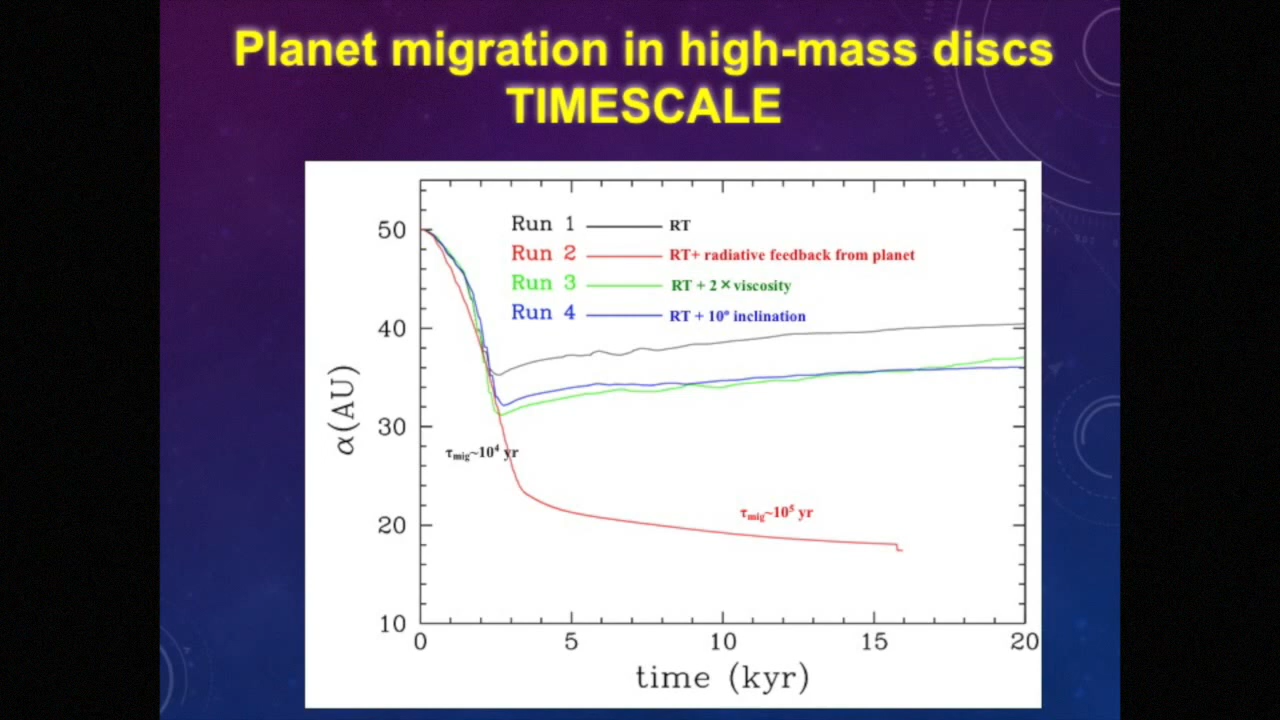 Planet migration in high-mass discs
TIMESCALE
50
40
30
20
10
α(AU)
Run 1 RT
Run 2 RT+ radiative feedback from planet
Run 3 RT + 2 × viscosity
Run 4 RT + 10º inclination
τmig~10⁴ yr
τmig~10⁵ yr
0 5 10 15 20
time (kyr)